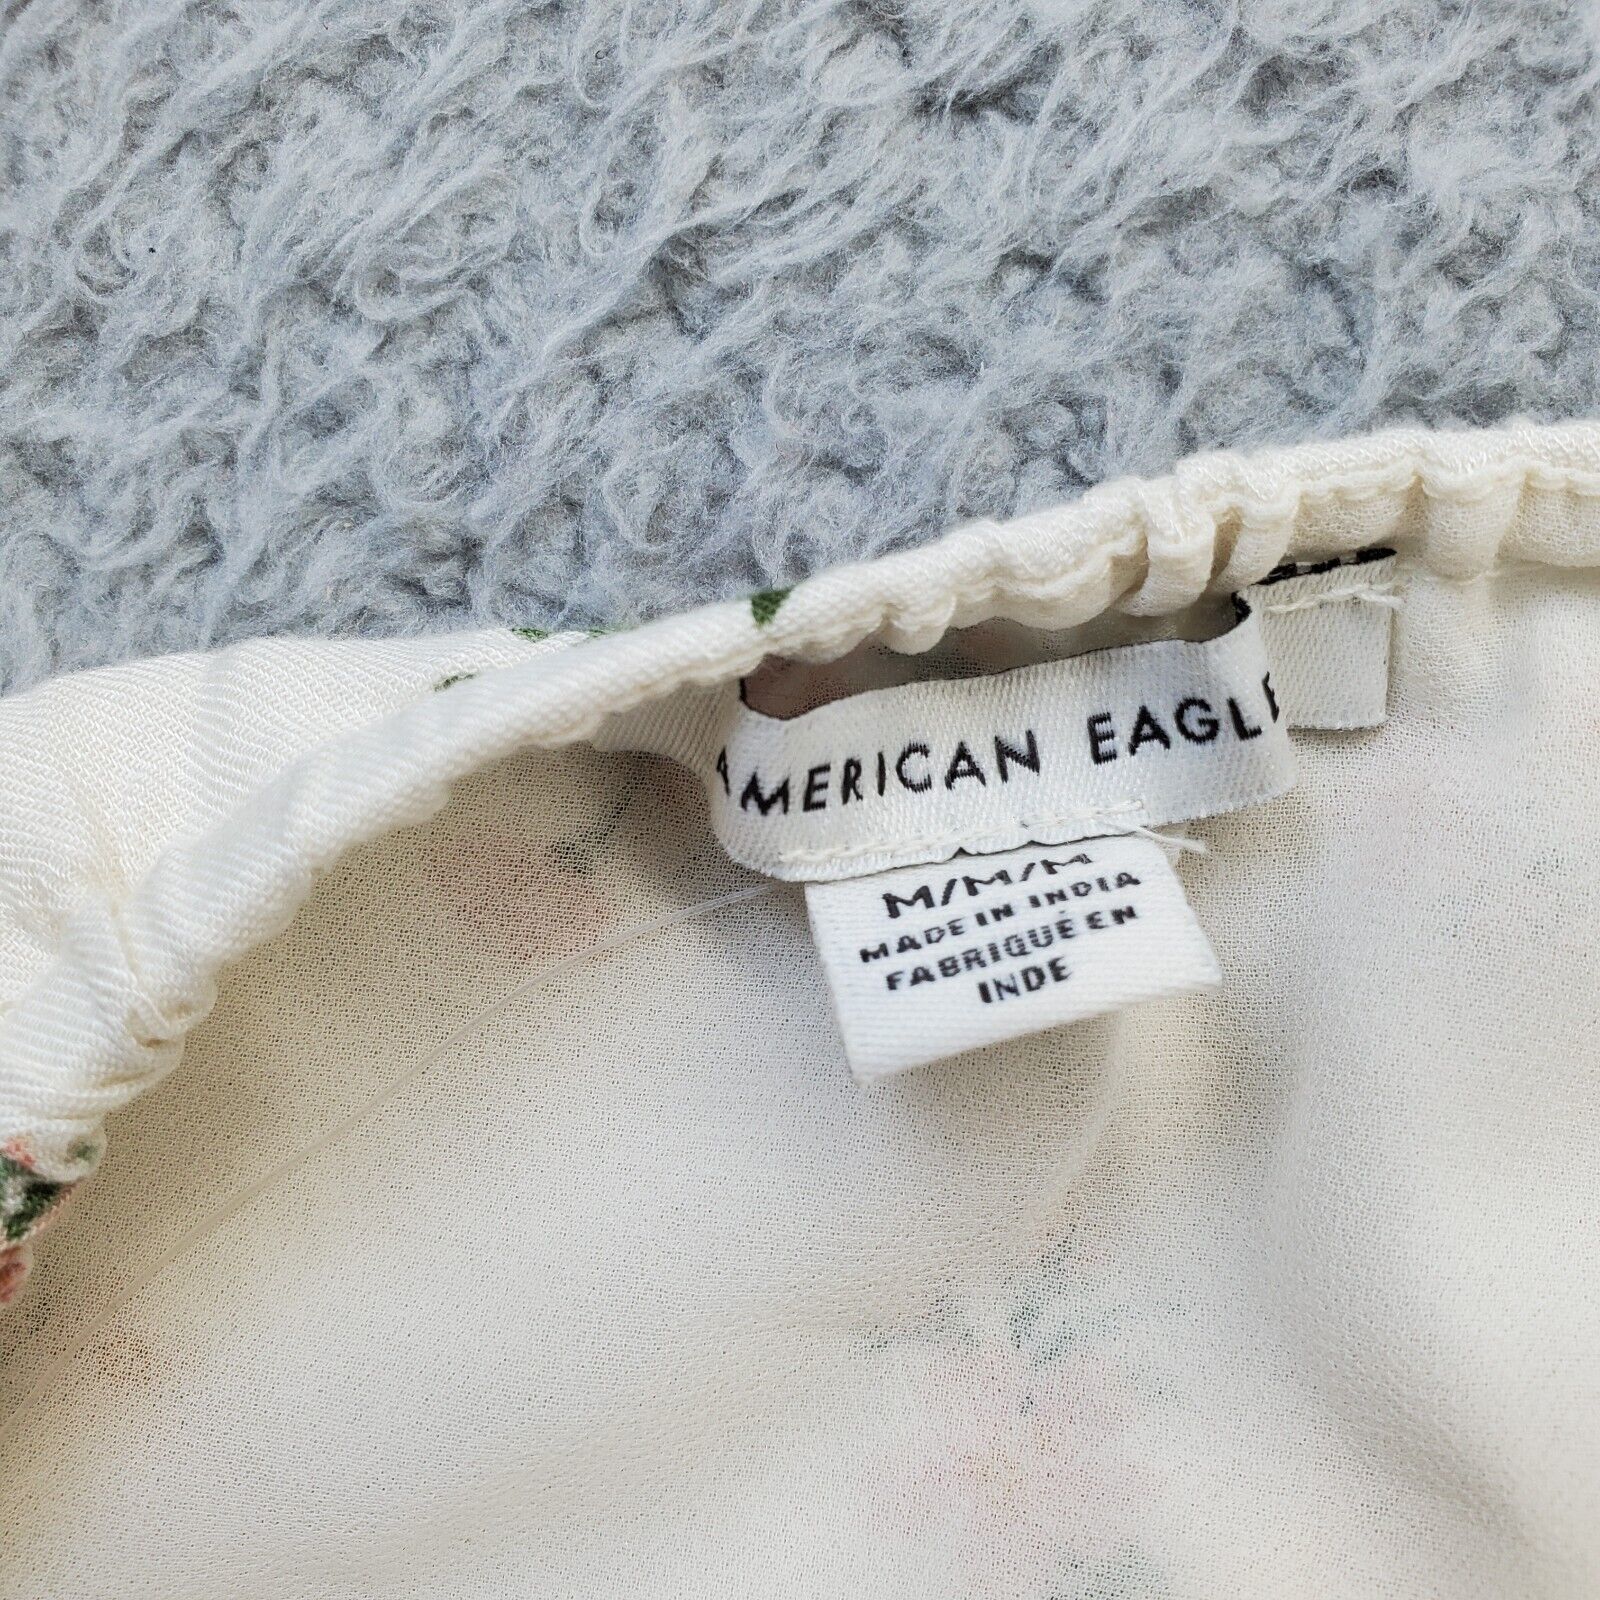 AMERICAN EAGLE
M/M/M
MADE IN INDIA
FABRIQUÉ EN
INDE